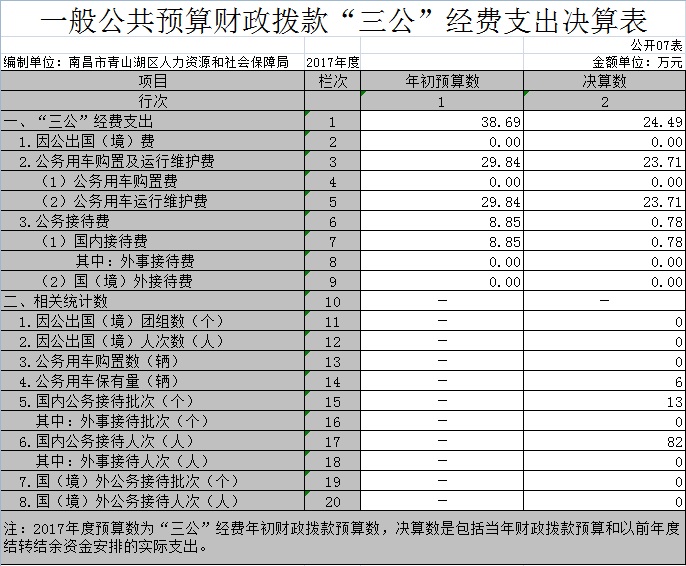 一般公共预算财政拨款“三公”经费支出决算表
公开07表
编制单位：南昌市青山湖区人力资源和社会保障局 2017年度 金额单位：万元
项目 栏次 年初预算数 决算数
行次 1 2
一、“三公”经费支出 1 38.69 24.49
1.因公出国（境）费 2 0.00 0.00
2.公务用车购置及运行维护费 3 29.84 23.71
（1）公务用车购置费 4 0.00 0.00
（2）公务用车运行维护费 5 29.84 23.71
3.公务接待费 6 8.85 0.78
（1）国内接待费 7 8.85 0.78
其中：外事接待费 8 0.00 0.00
（2）国（境）外接待费 9 0.00 0.00
二、相关统计数 10 — —
1.因公出国（境）团组数（个） 11 — 0
2.因公出国（境）人次数（人） 12 — 0
3.公务用车购置数（辆） 13 — 0
4.公务用车保有量（辆） 14 — 6
5.国内公务接待批次（个） 15 — 13
其中：外事接待批次（个） 16 — 0
6.国内公务接待人次（人） 17 — 82
其中：外事接待人次（人） 18 — 0
7.国（境）外公务接待批次（个） 19 — 0
8.国（境）外公务接待人次（人） 20 — 0
注：2017年度预算数为“三公”经费年初财政拨款预算数，决算数是包括当年财政拨款预算和以前年度
结转结余资金安排的实际支出。